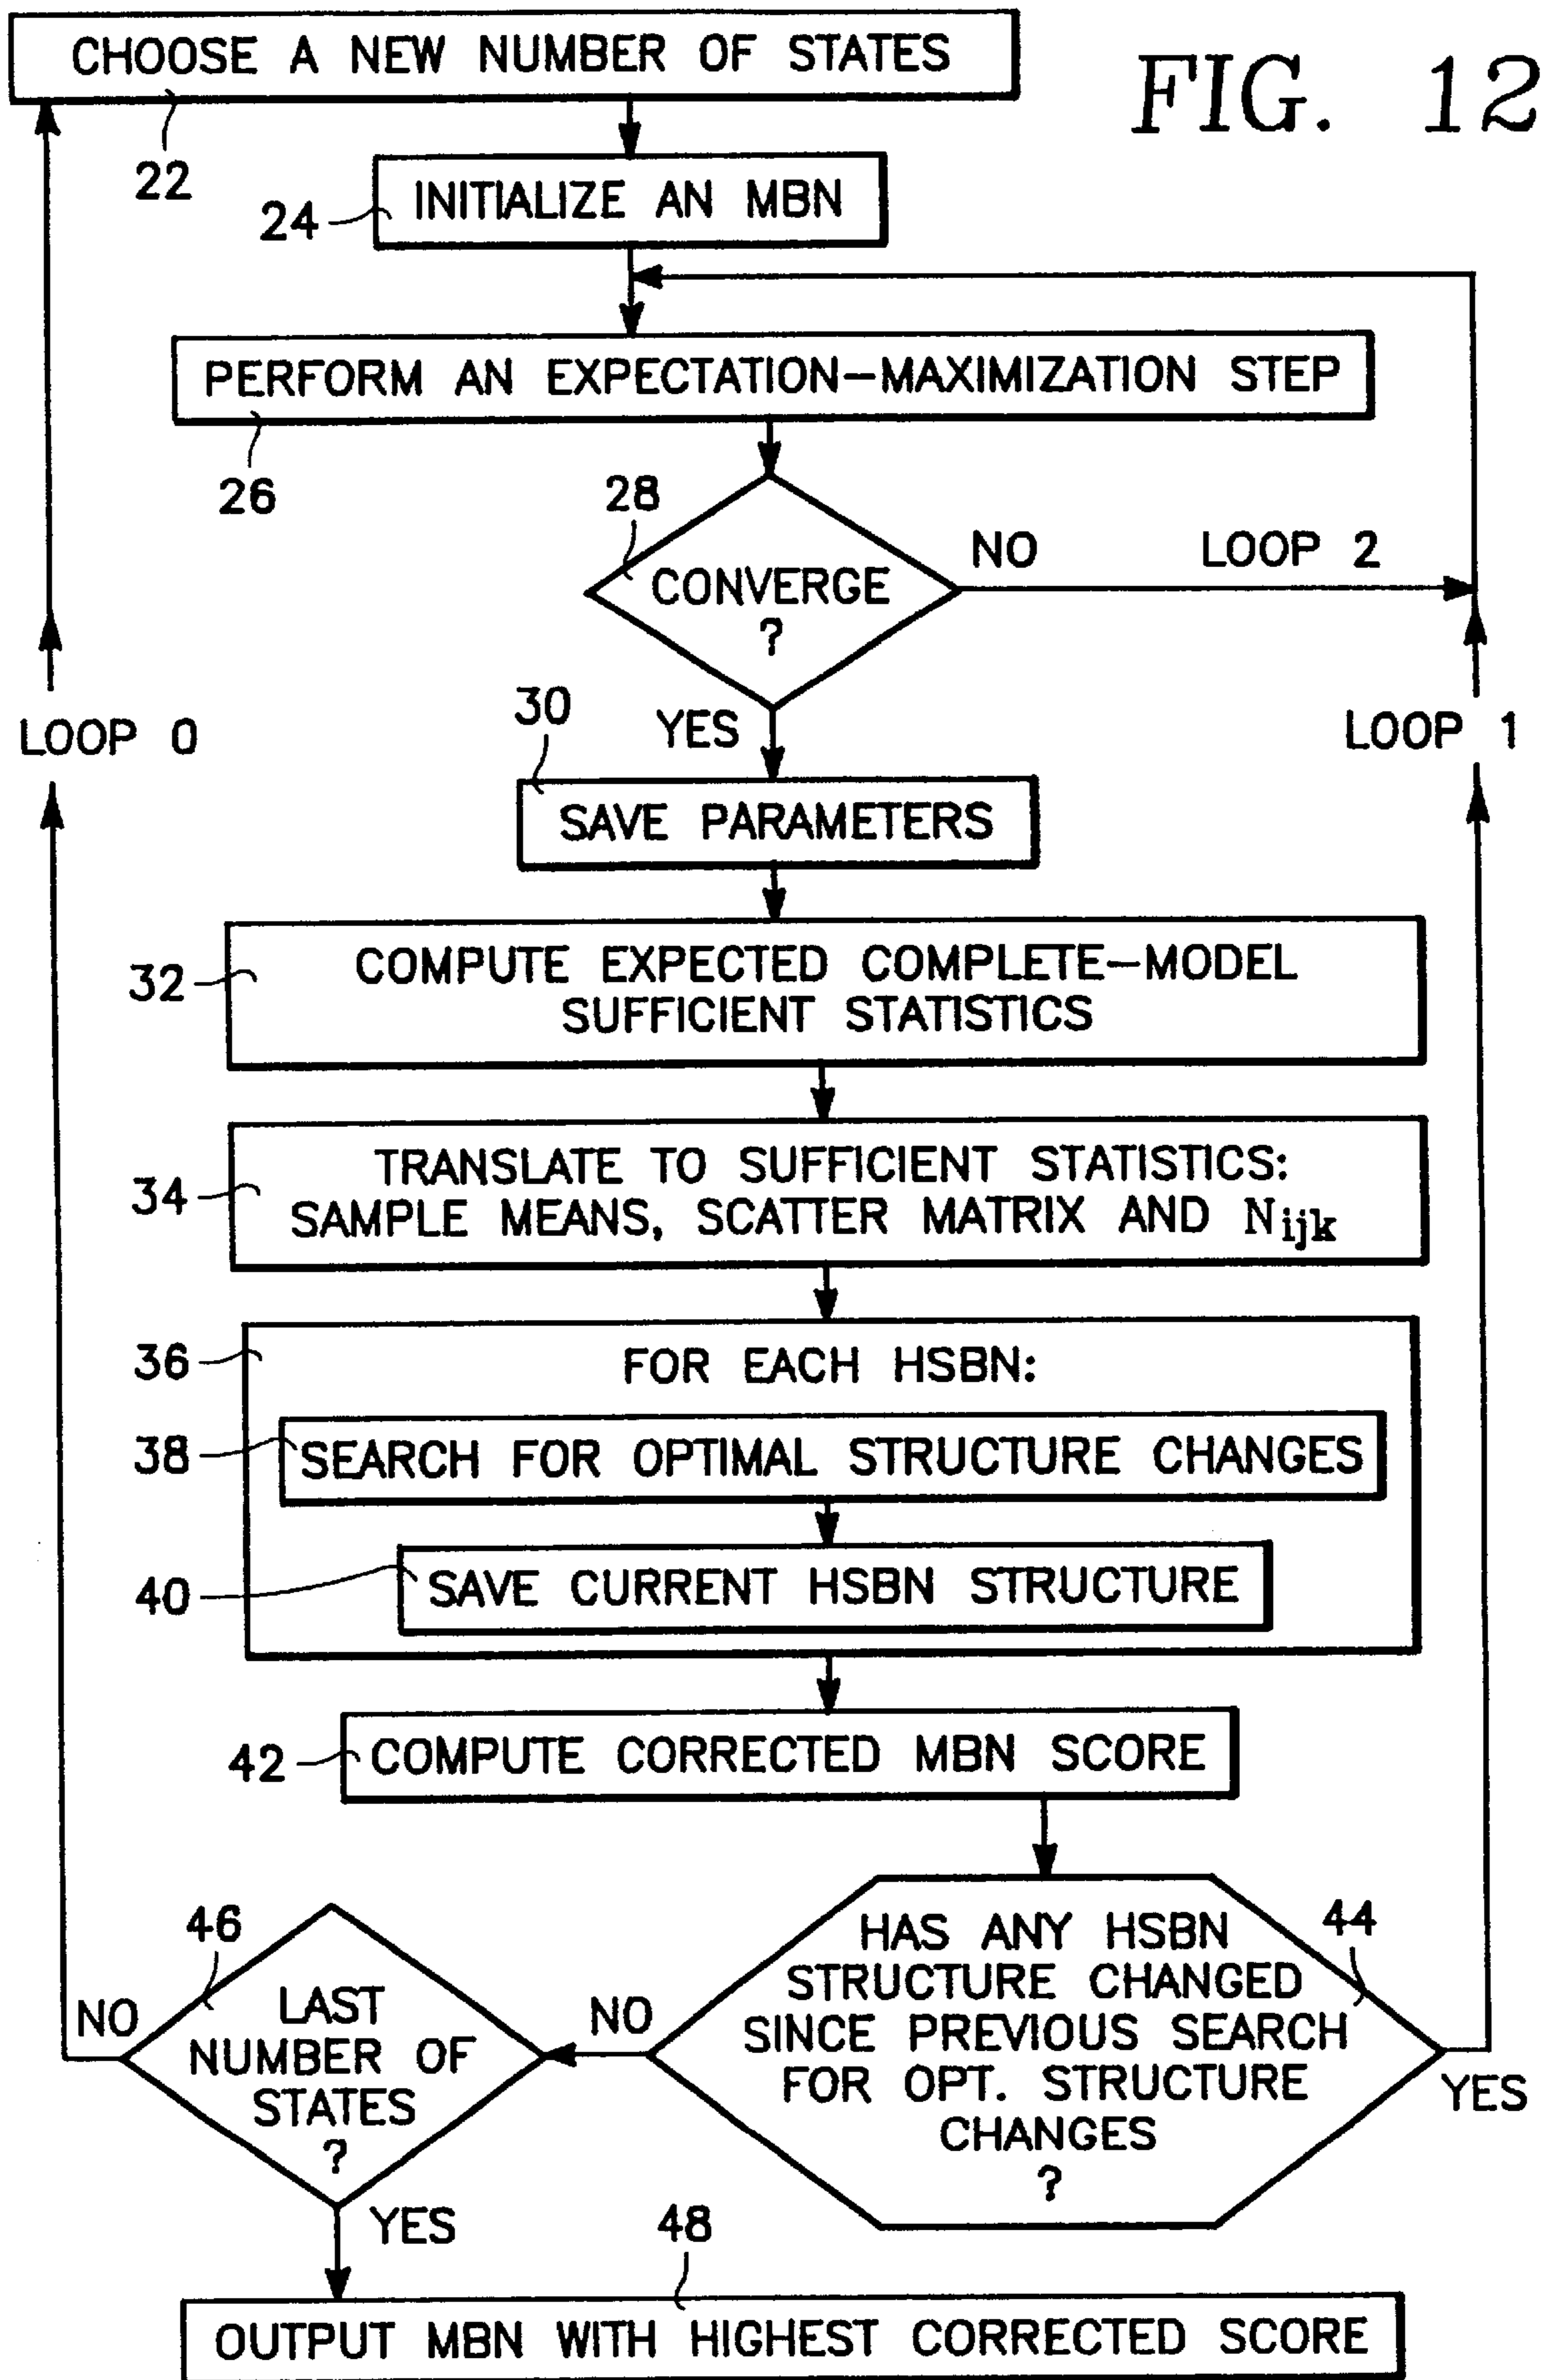 CHOOSE A NEW NUMBER OF STATES
FIG. 12
22
INITIALIZE AN MBN
24
PERFORM AN EXPECTATION-MAXIMIZATION STEP
26
28
CONVERGE
?
NO
LOOP 2
YES
LOOP 0
LOOP 1
30
SAVE PARAMETERS
32
COMPUTE EXPECTED COMPLETE-MODEL
SUFFICIENT STATISTICS
34
TRANSLATE TO SUFFICIENT STATISTICS:
SAMPLE MEANS, SCATTER MATRIX AND Nijk
36
FOR EACH HSBN:
38
SEARCH FOR OPTIMAL STRUCTURE CHANGES
40
SAVE CURRENT HSBN STRUCTURE
42
COMPUTE CORRECTED MBN SCORE
44
HAS ANY HSBN
STRUCTURE CHANGED
SINCE PREVIOUS SEARCH
FOR OPT. STRUCTURE
CHANGES
?
YES
NO
46
LAST
NUMBER OF
STATES
?
NO
YES
48
OUTPUT MBN WITH HIGHEST CORRECTED SCORE